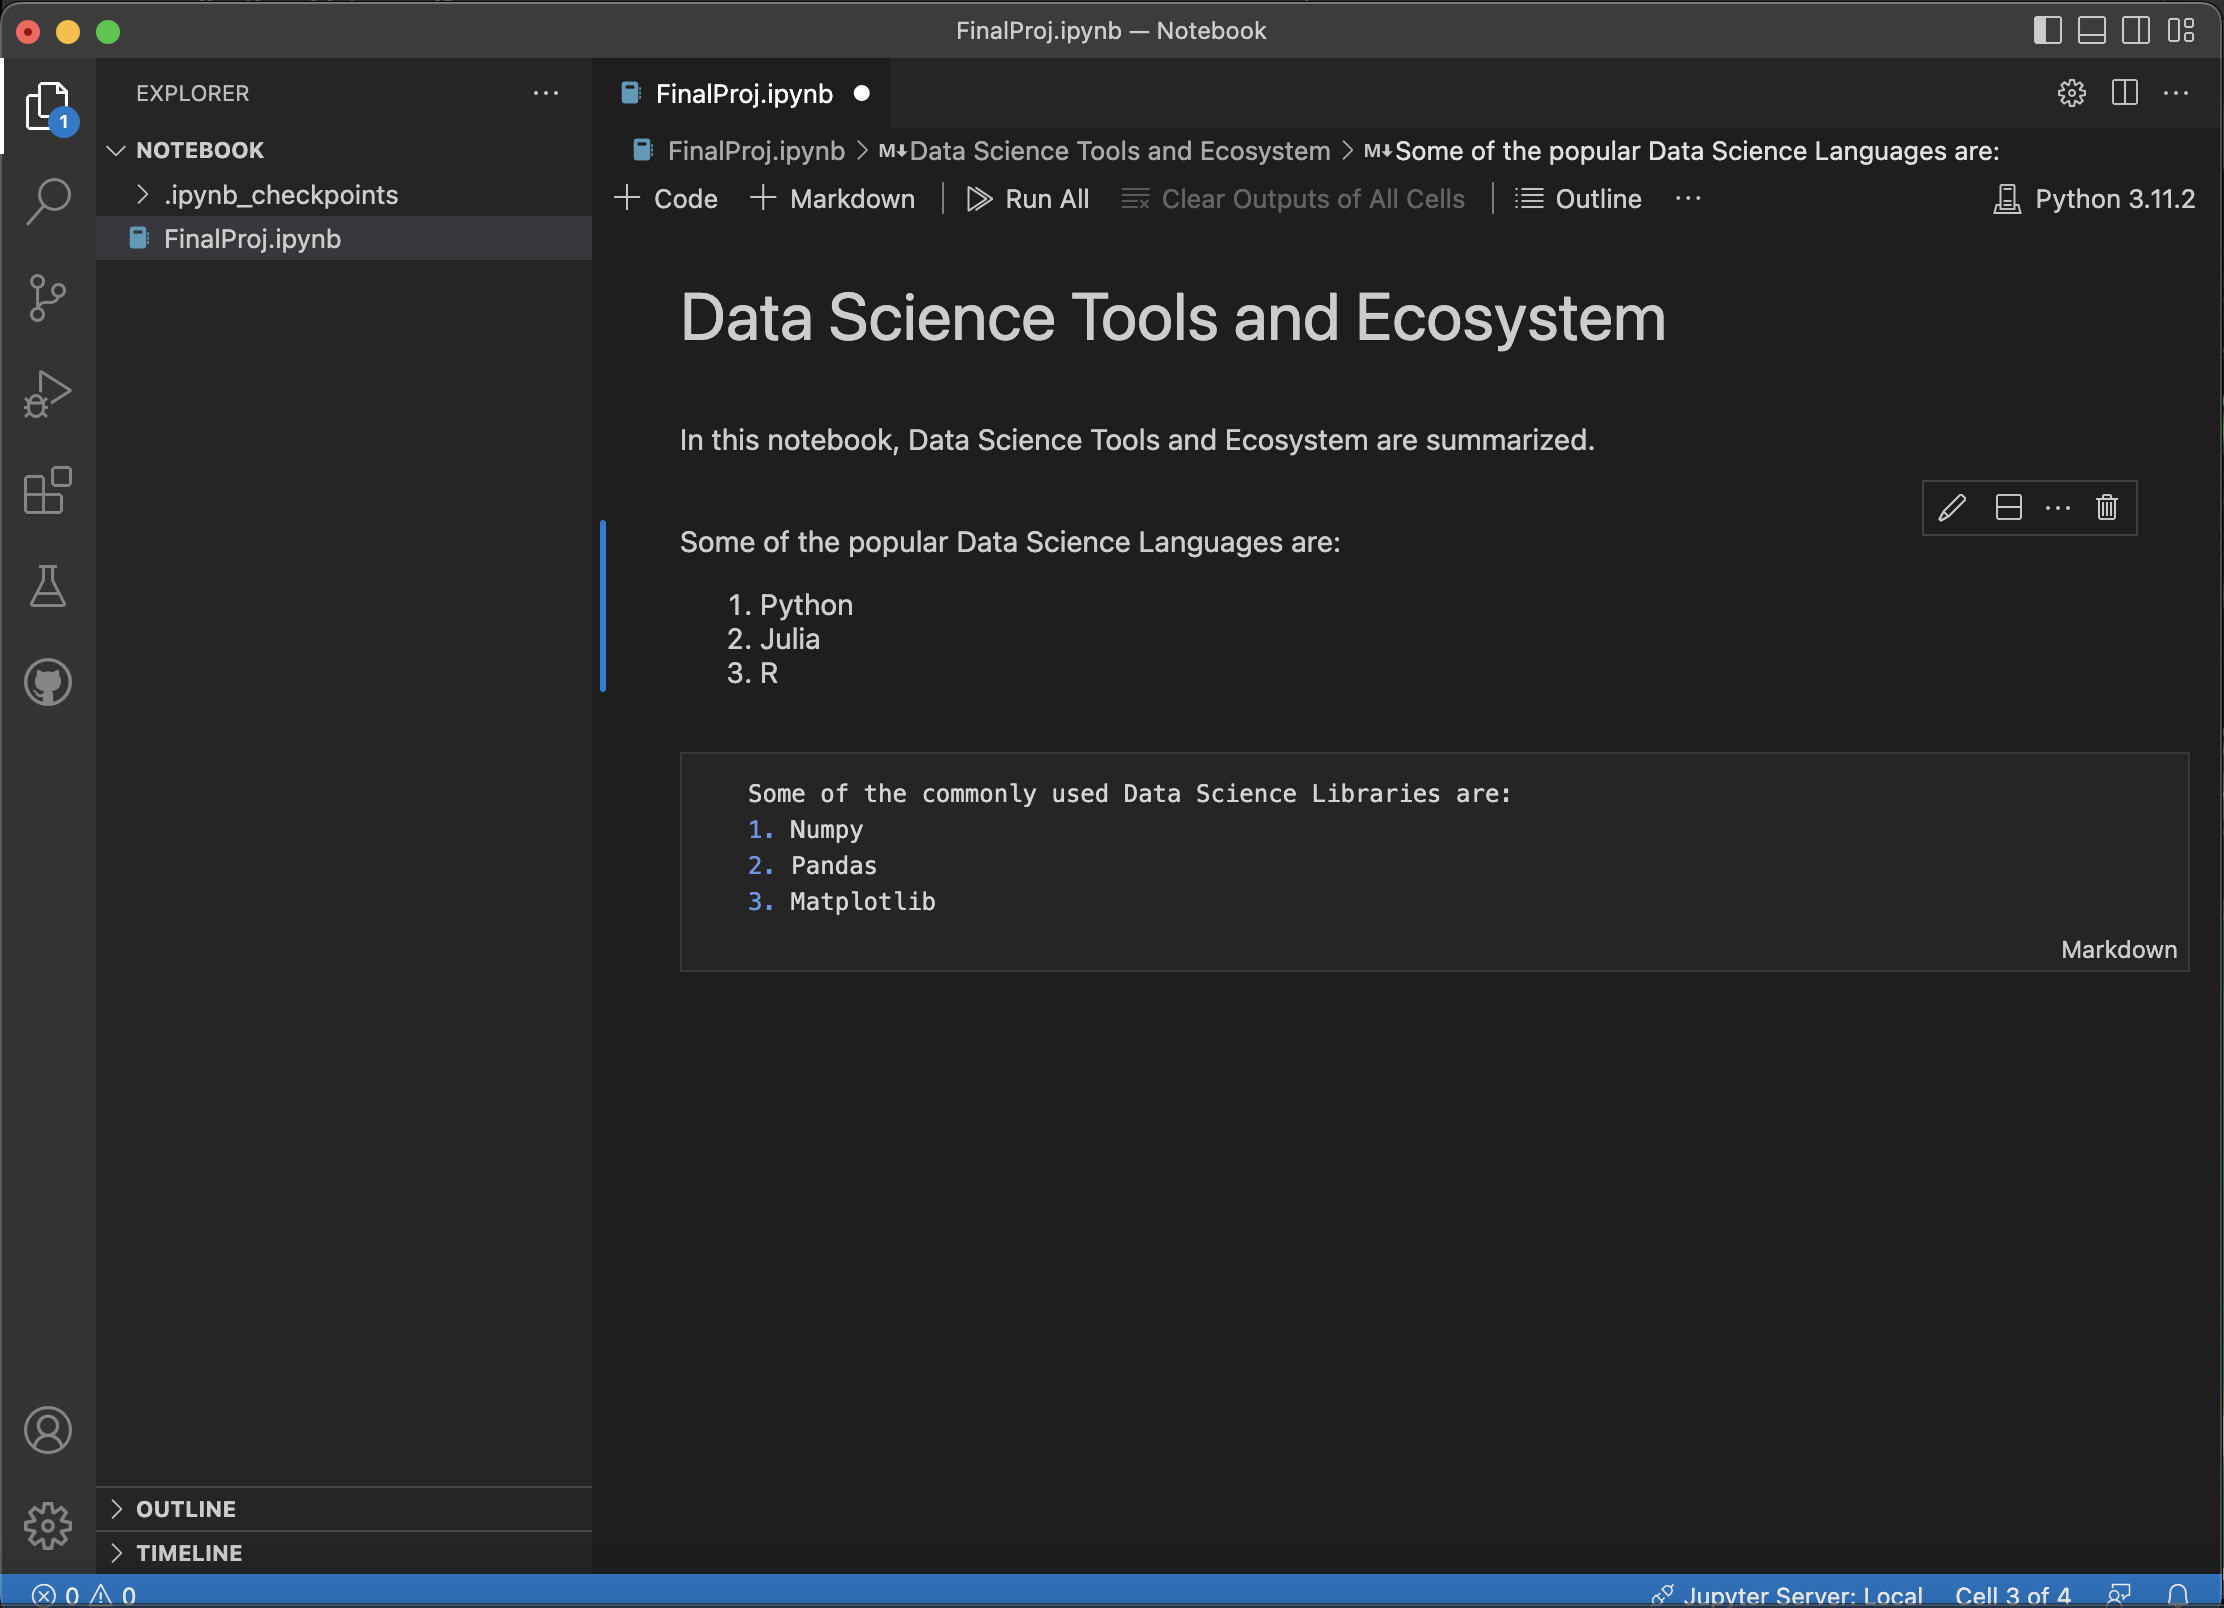 FinalProj.ipynb — Notebook
EXPLORER
1
NOTEBOOK
.ipynb_checkpoints
FinalProj.ipynb
FinalProj.ipynb
FinalProj.ipynb > M↓Data Science Tools and Ecosystem > M↓Some of the popular Data Science Languages are:
+ Code + Markdown | Run All Clear Outputs of All Cells | Outline ··· Python 3.11.2
Data Science Tools and Ecosystem
In this notebook, Data Science Tools and Ecosystem are summarized.
Some of the popular Data Science Languages are:
1. Python
2. Julia
3. R
Some of the commonly used Data Science Libraries are:
1. Numpy
2. Pandas
3. Matplotlib
Markdown
OUTLINE
TIMELINE
0 0 Jupyter Server: Local Cell 3 of 4